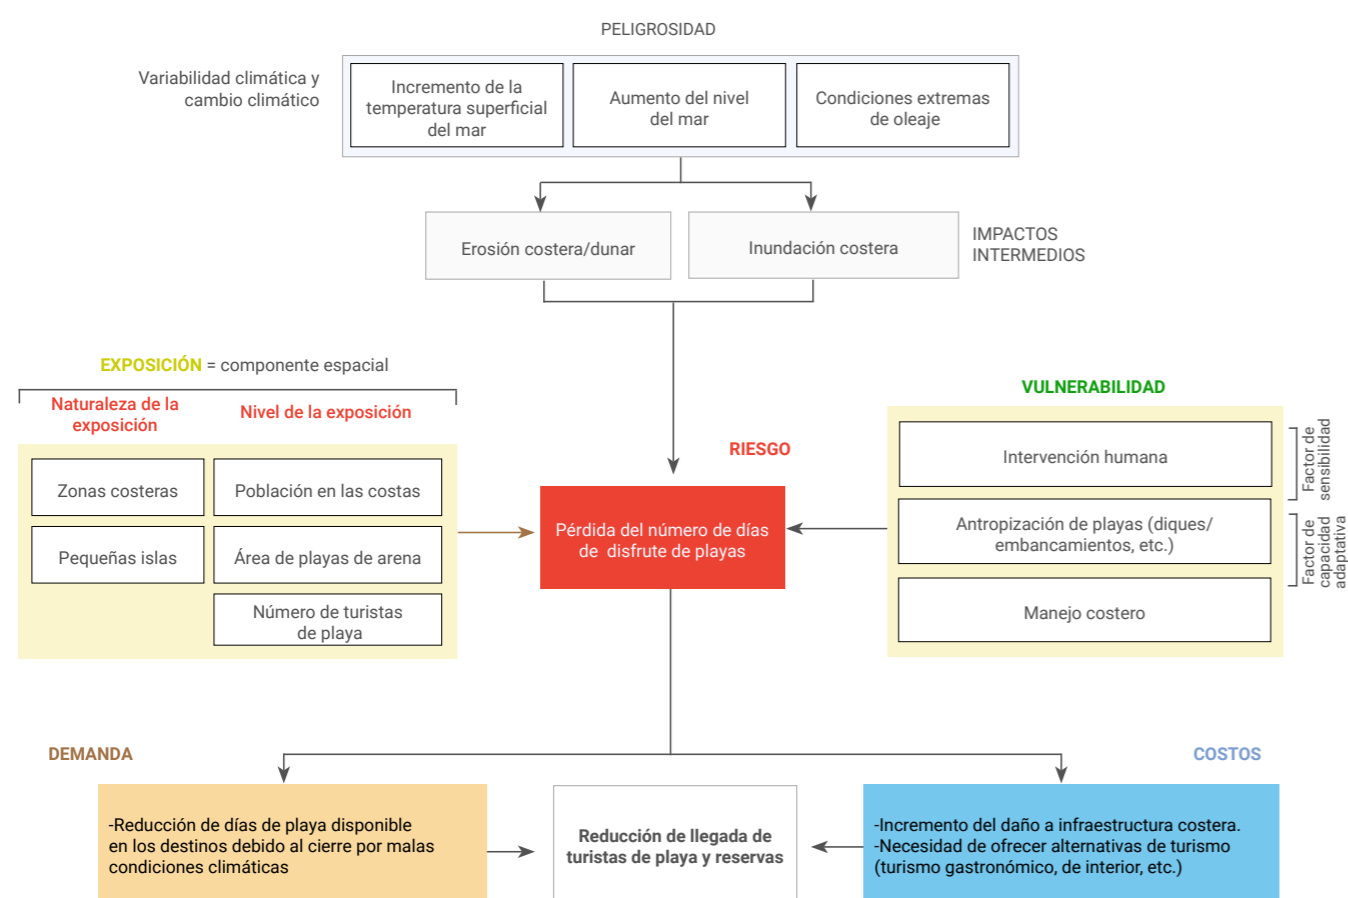 PELIGROSIDAD
Variabilidad climática y
cambio climático
Incremento de la
temperatura superficial
del mar
Aumento del nivel
del mar
Condiciones extremas
de oleaje
Erosión costera/dunar
Inundación costera
IMPACTOS
INTERMEDIOS
EXPOSICIÓN = componente espacial
Naturaleza de la
exposición
Nivel de la exposición
Zonas costeras
Población en las costas
Pequeñas islas
Área de playas de arena
Número de turistas
de playa
RIESGO
Pérdida del número de días
de disfrute de playas
VULNERABILIDAD
Intervención humana
Antropización de playas (diques/
embancamientos, etc.)
Manejo costero
Factor de
sensibilidad
Factor de
capacidad
adaptativa
DEMANDA
-Reducción de días de playa disponible
en los destinos debido al cierre por malas
condiciones climáticas
Reducción de llegada de
turistas de playa y reservas
COSTOS
-Incremento del daño a infraestructura costera.
-Necesidad de ofrecer alternativas de turismo
(turismo gastronómico, de interior, etc.)